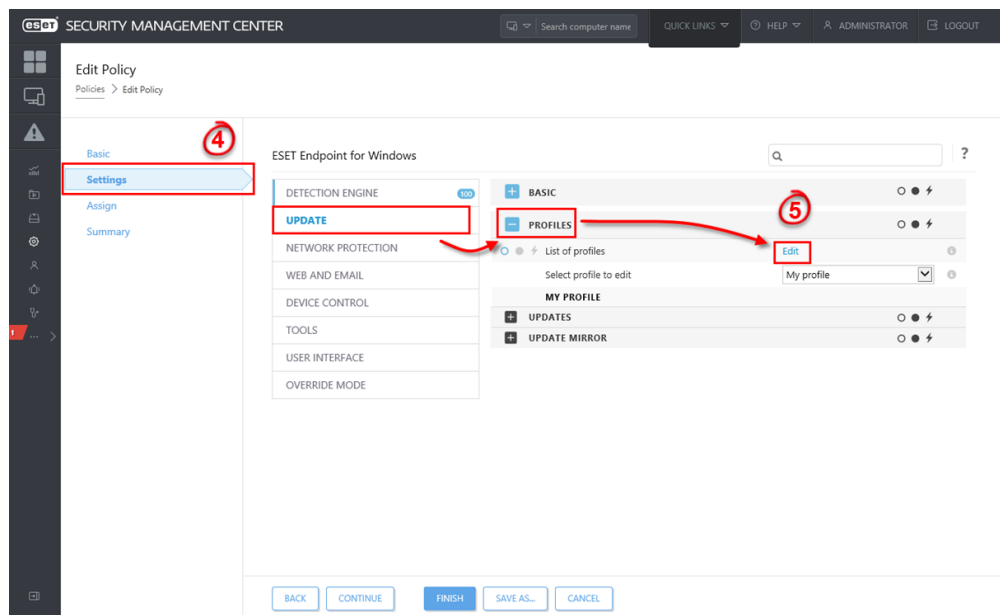 eset SECURITY MANAGEMENT CENTER
Search computer name
QUICK LINKS
HELP
ADMINISTRATOR
LOGOUT
Edit Policy
Policies > Edit Policy
4
Basic
Settings
Assign
Summary
ESET Endpoint for Windows
?
DETECTION ENGINE 100
UPDATE
NETWORK PROTECTION
WEB AND EMAIL
DEVICE CONTROL
TOOLS
USER INTERFACE
OVERRIDE MODE
BASIC
5
PROFILES
List of profiles Edit
Select profile to edit My profile
MY PROFILE
UPDATES
UPDATE MIRROR
BACK
CONTINUE
FINISH
SAVE AS...
CANCEL